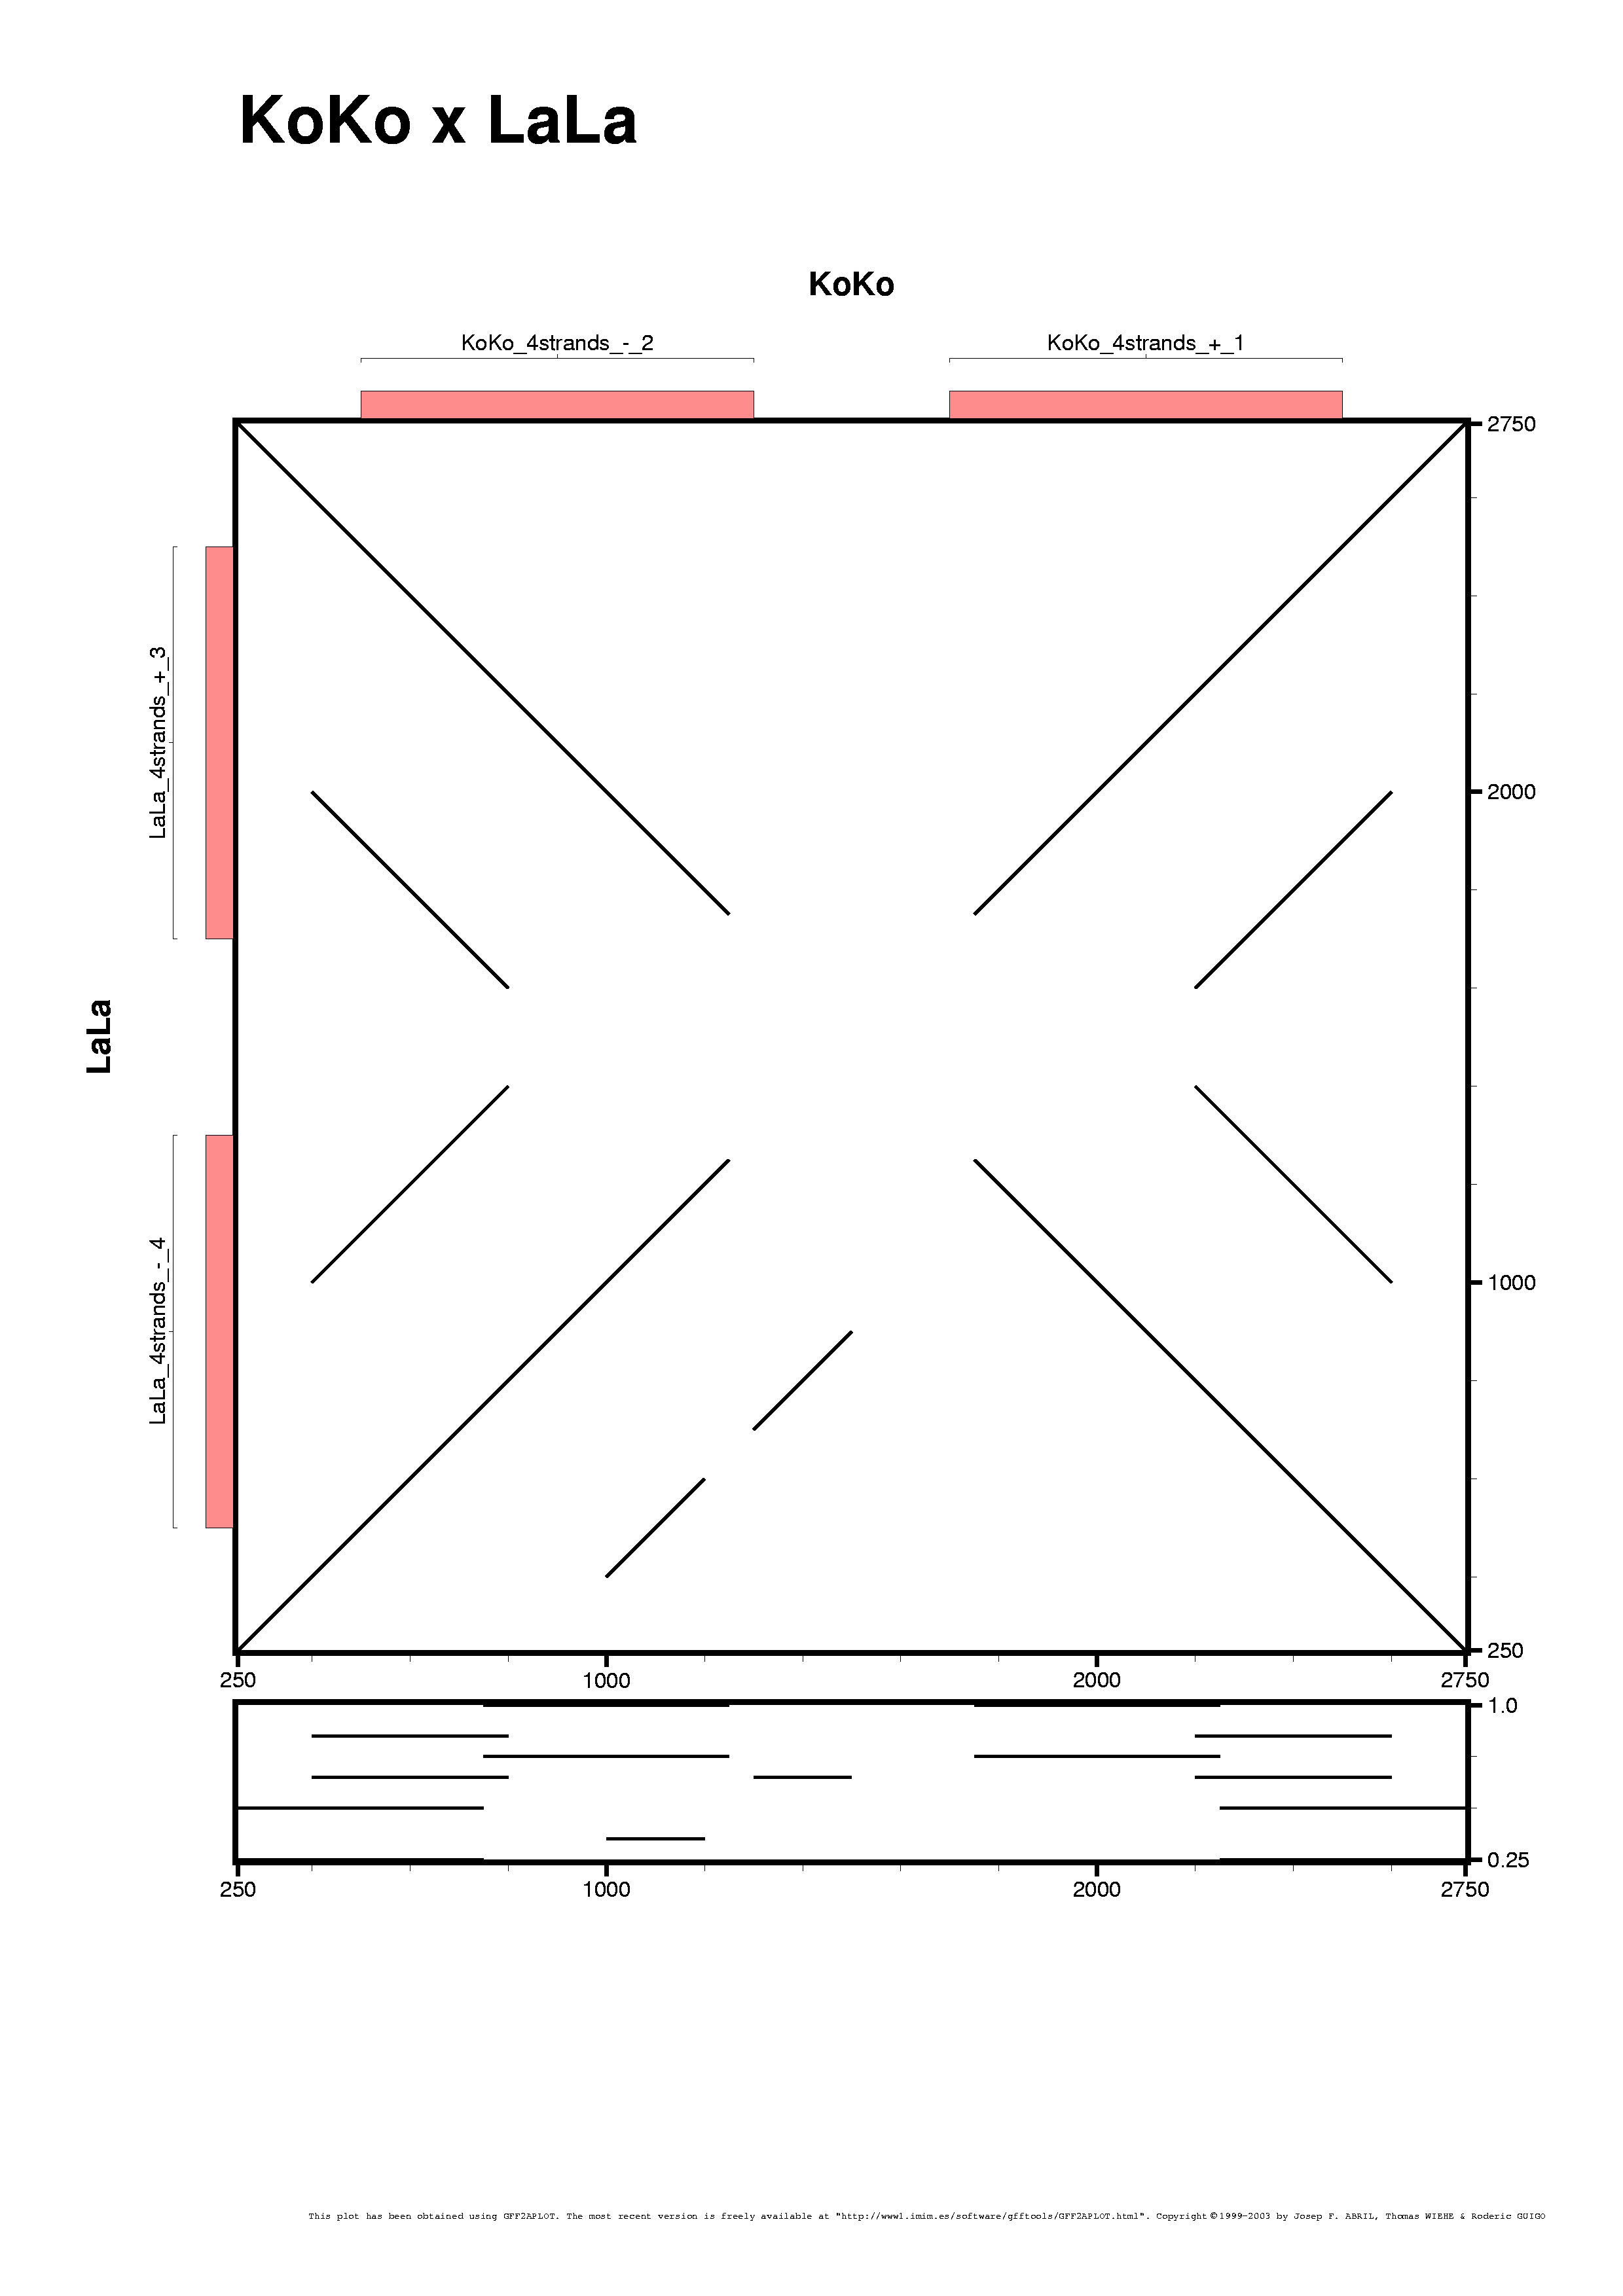 KoKo x LaLa
KoKo
KoKo_4strands_-_2
KoKo_4strands_+_1
2750
LaLa_4strands_+_3
2000
LaLa
LaLa_4strands_-_4
1000
250
250 1000 2000 2750
1.0
0.25
250 1000 2000 2750
This plot has been obtained using GFF2APLOT. The most recent version is freely available at "http://www1.imim.es/software/gfftools/GFF2APLOT.html". Copyright ©1999-2003 by Josep F. ABRIL, Thomas WIEHE & Roderic GUIGO